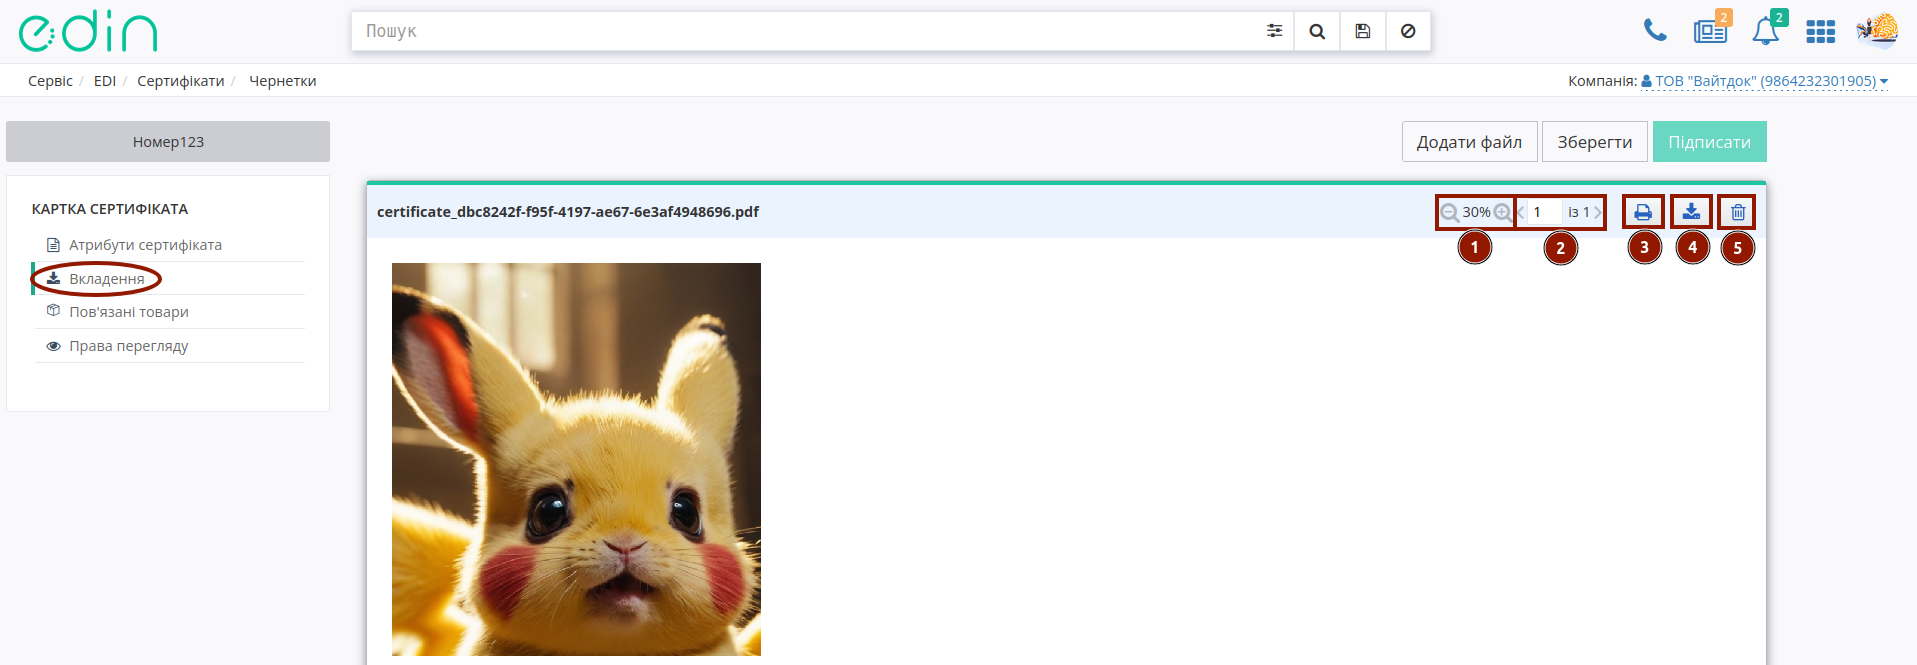 edin
Пошук
2
2
Сервіс / EDI / Сертифікати / Чернетки
Компанія: ТОВ "Вайтдок" (9864232301905)
Номер123
Додати файл
Зберегти
Підписати
КАРТКА СЕРТИФІКАТА
Атрибути сертифіката
Вкладення
Пов'язані товари
Права перегляду
certificate_dbc8242f-f95f-4197-ae67-6e3af4948696.pdf
30%
1 із 1
1
2
3
4
5